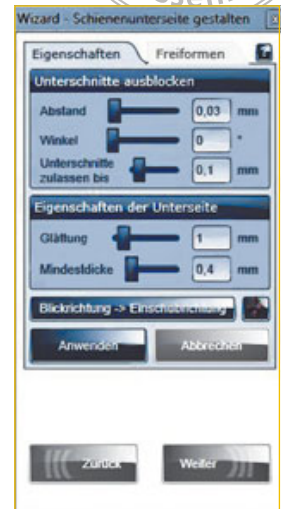 Wizard - Schienenunterseite gestalten
Eigenschaften Freiformen
Unterschnitte ausblocken
Abstand 0,03 mm
Winkel 0 °
Unterschnitte zulassen bis 0,1 mm
Eigenschaften der Unterseite
Glättung 1 mm
Mindestdicke 0,4 mm
Blickrichtung -> Einschubrichtung
Anwenden Abbrechen
Zurück Weiter